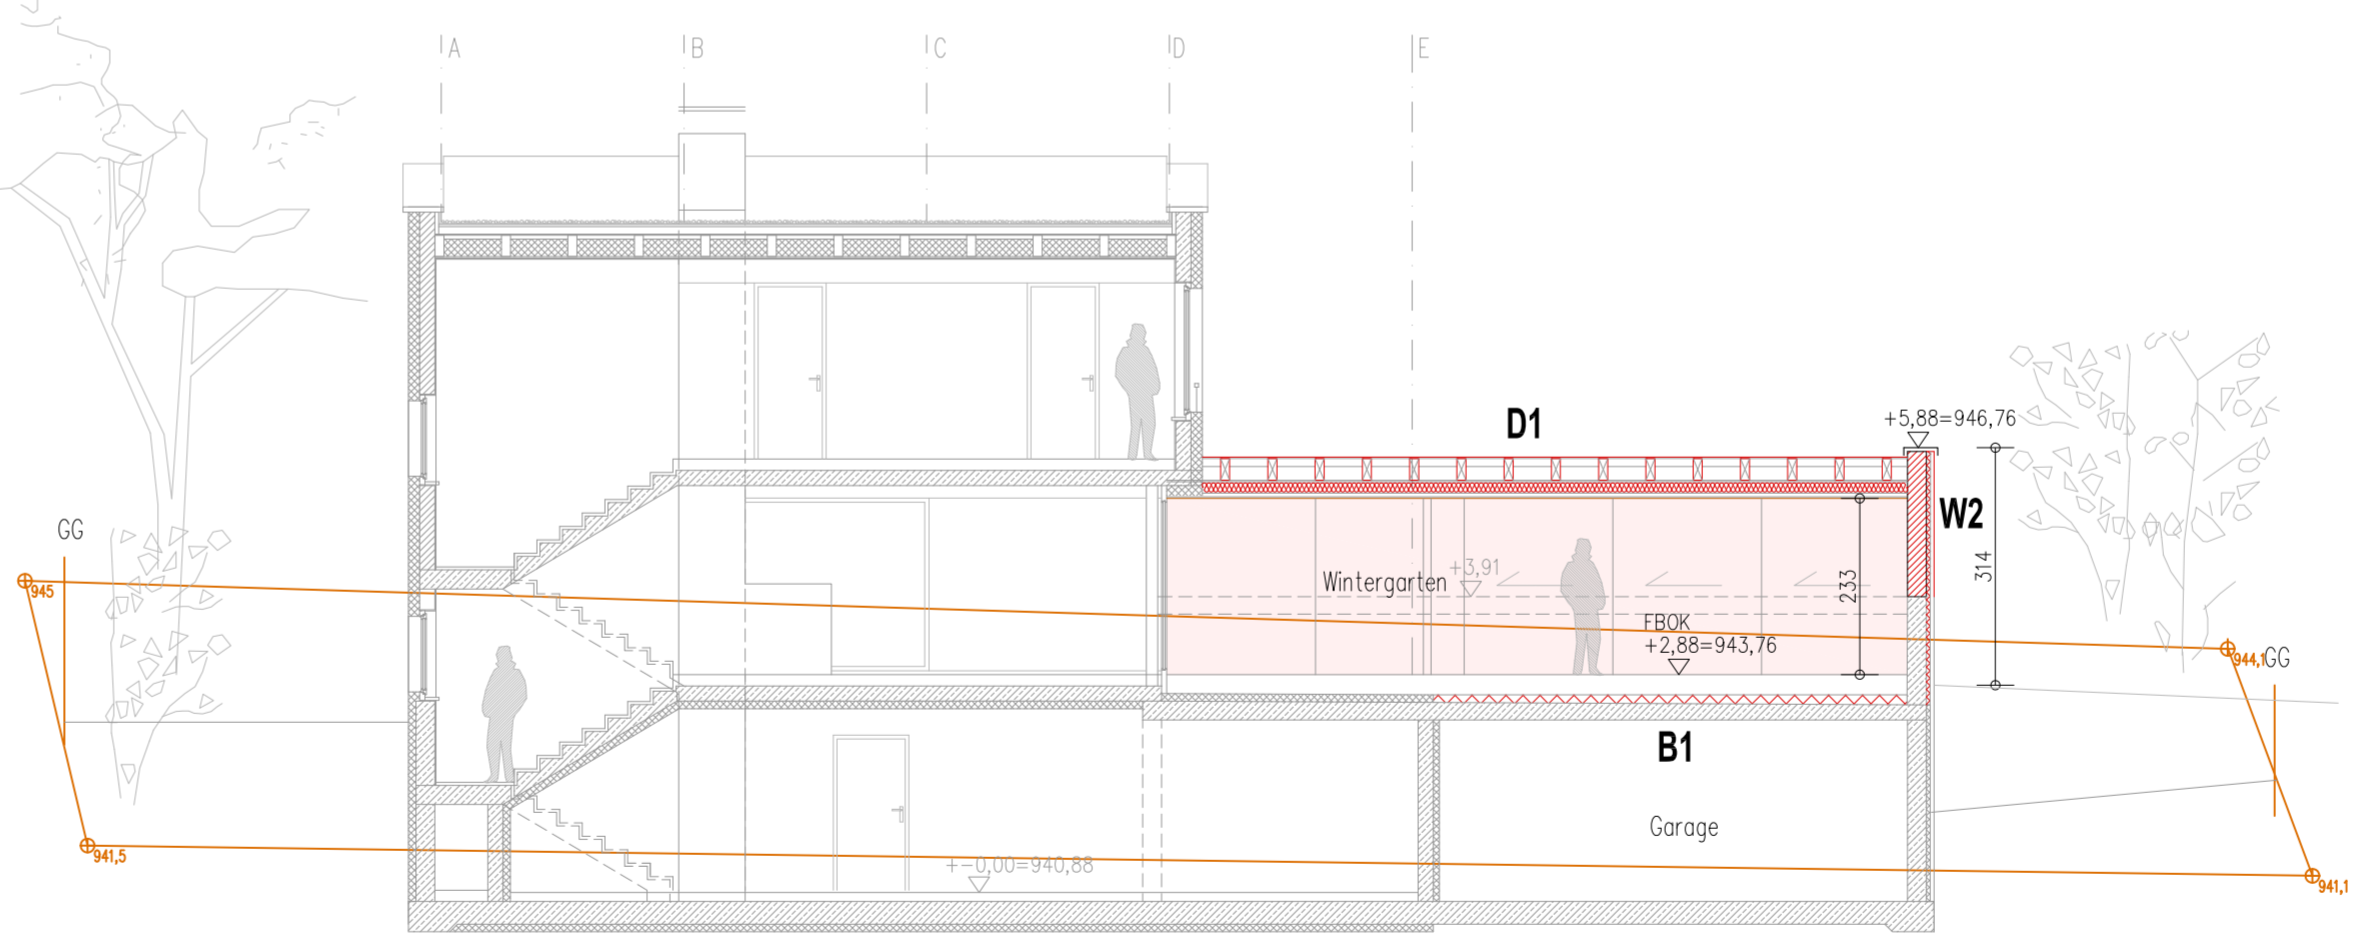 A
B
C
D
E
D1
+5,88=946,76
W2
GG
314
945
Wintergarten
+3,91
233
FBOK
+2,88=943,76
944,1
GG
B1
Garage
941,5
+-0,00=940,88
941,1